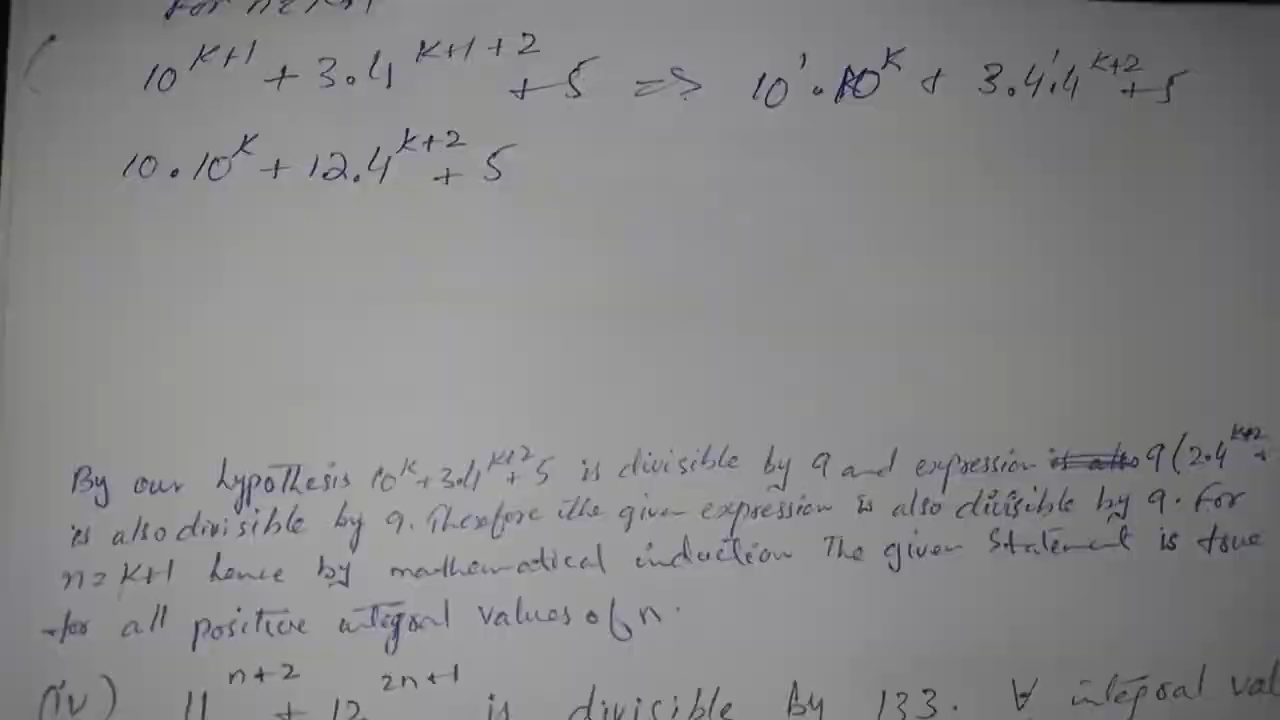 for n=k+1
10^{k+1} + 3.4^{k+1+2} + 5 => 10^1 . 10^k + 3.4^1.4^{k+2} + 5
10.10^k + 12.4^{k+2} + 5
By our hypothesis 10^k + 3.4^{k+2} + 5 is divisible by 9 and expression 9(2.4^{k+2} +
is also divisible by 9. Therefore the given expression is also divisible by 9. For
n = k+1 hence by mathematical induction The given Statement is true
for all positive integral values of n.
(iv) 11^{n+2} + 12^{2n+1} is divisible by 133. ∀ integral val